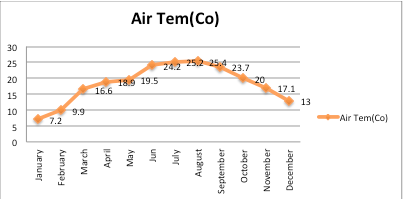 Air Tem(Co)
30
25
20
15
10
5
0
7.2
9.9
16.6
18.9
19.5
24.2
25.2
25.4
23.7
20
17.1
13
January
February
March
April
May
Jun
July
August
September
October
November
December
Air Tem(Co)